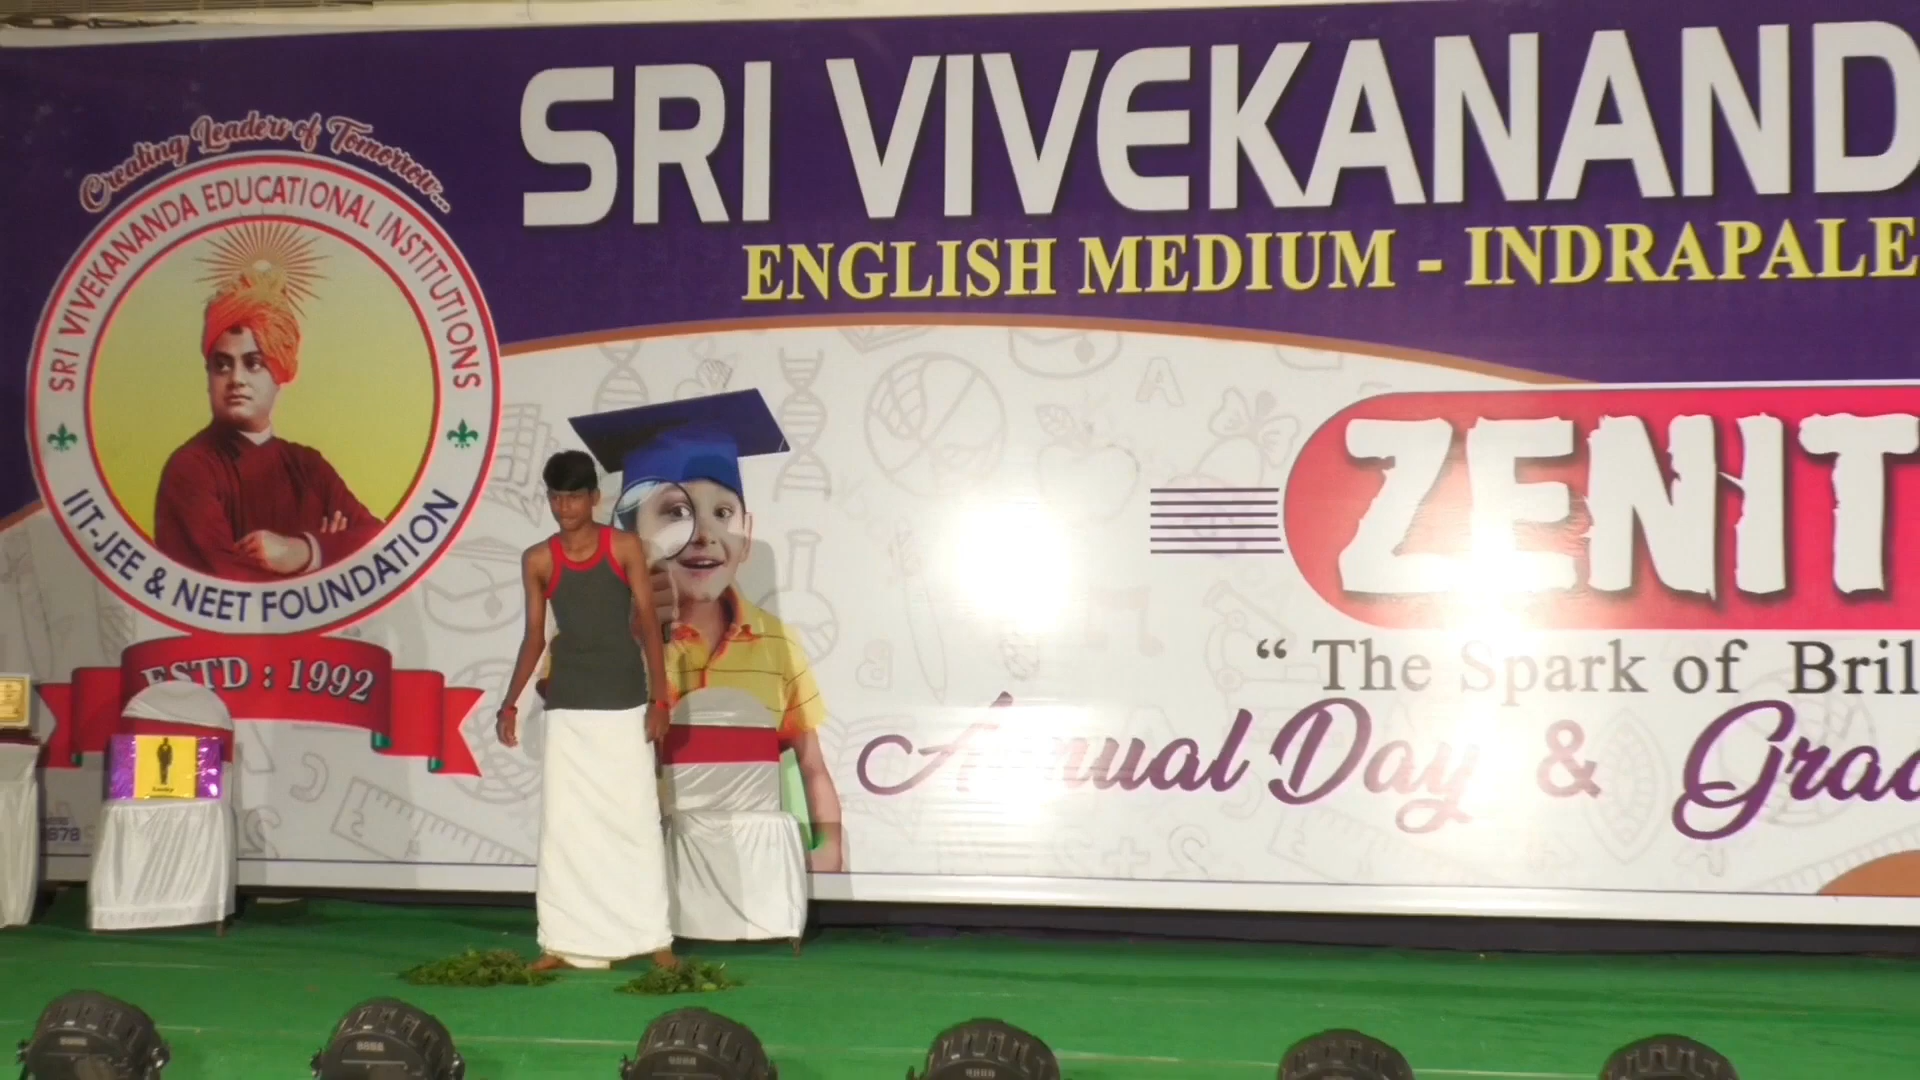 Creating Leaders of Tomorrow...
SRI VIVEKANANDA EDUCATIONAL INSTITUTIONS
IIT-JEE & NEET FOUNDATION
ESTD : 1992
SRI VIVEKANAND
ENGLISH MEDIUM - INDRAPALE
ZENIT
“ The Spark of Bril
Annual Day & Grad